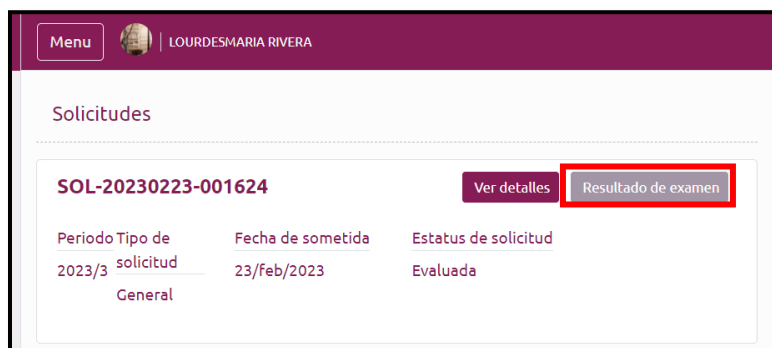 Menu | LOURDESMARIA RIVERA
Solicitudes
SOL-20230223-001624 Ver detalles Resultado de examen
Periodo Tipo de solicitud Fecha de sometida Estatus de solicitud
2023/3 General 23/feb/2023 Evaluada